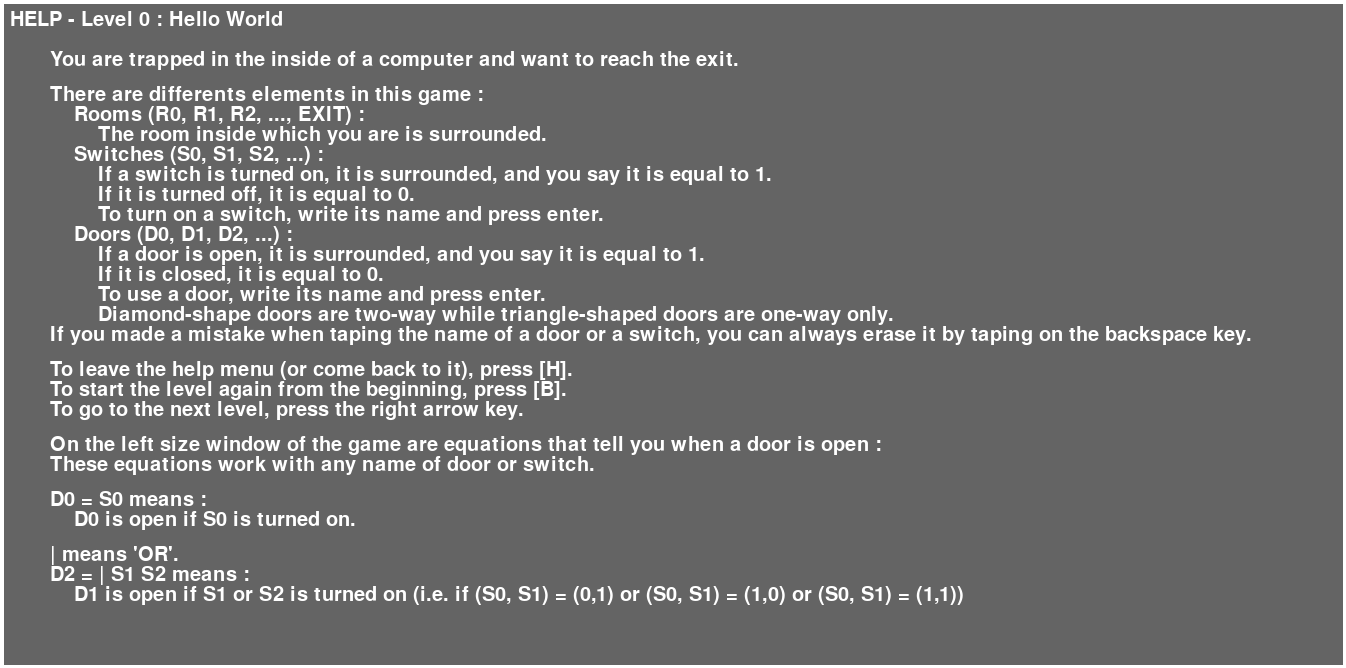 HELP - Level 0 : Hello World
You are trapped in the inside of a computer and want to reach the exit.
There are differents elements in this game :
Rooms (R0, R1, R2, ..., EXIT) :
The room inside which you are is surrounded.
Switches (S0, S1, S2, ...) :
If a switch is turned on, it is surrounded, and you say it is equal to 1.
If it is turned off, it is equal to 0.
To turn on a switch, write its name and press enter.
Doors (D0, D1, D2, ...) :
If a door is open, it is surrounded, and you say it is equal to 1.
If it is closed, it is equal to 0.
To use a door, write its name and press enter.
Diamond-shape doors are two-way while triangle-shaped doors are one-way only.
If you made a mistake when taping the name of a door or a switch, you can always erase it by taping on the backspace key.
To leave the help menu (or come back to it), press [H].
To start the level again from the beginning, press [B].
To go to the next level, press the right arrow key.
On the left size window of the game are equations that tell you when a door is open :
These equations work with any name of door or switch.
D0 = S0 means :
D0 is open if S0 is turned on.
| means 'OR'.
D2 = | S1 S2 means :
D1 is open if S1 or S2 is turned on (i.e. if (S0, S1) = (0,1) or (S0, S1) = (1,0) or (S0, S1) = (1,1))